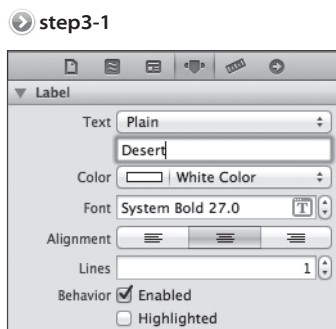 step3-1
Label
Text Plain
Desert
Color White Color
Font System Bold 27.0 T
Alignment
Lines 1
Behavior Enabled
Highlighted